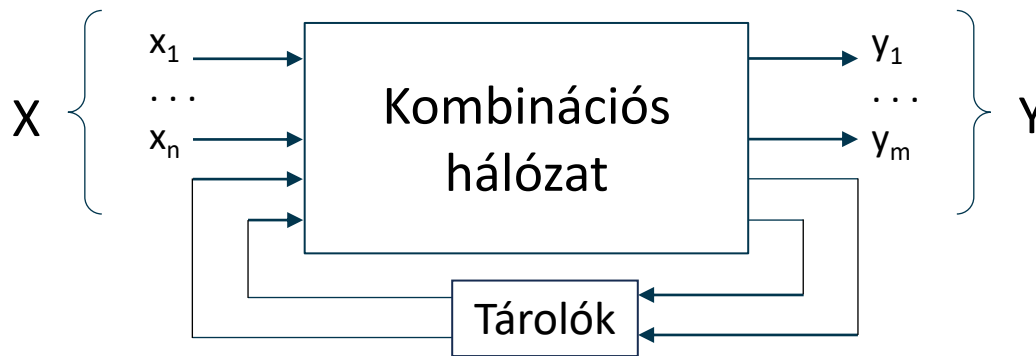 X
x₁
. . .
xₙ
Kombinációs
hálózat
y₁
. . .
yₘ
Y
Tárolók